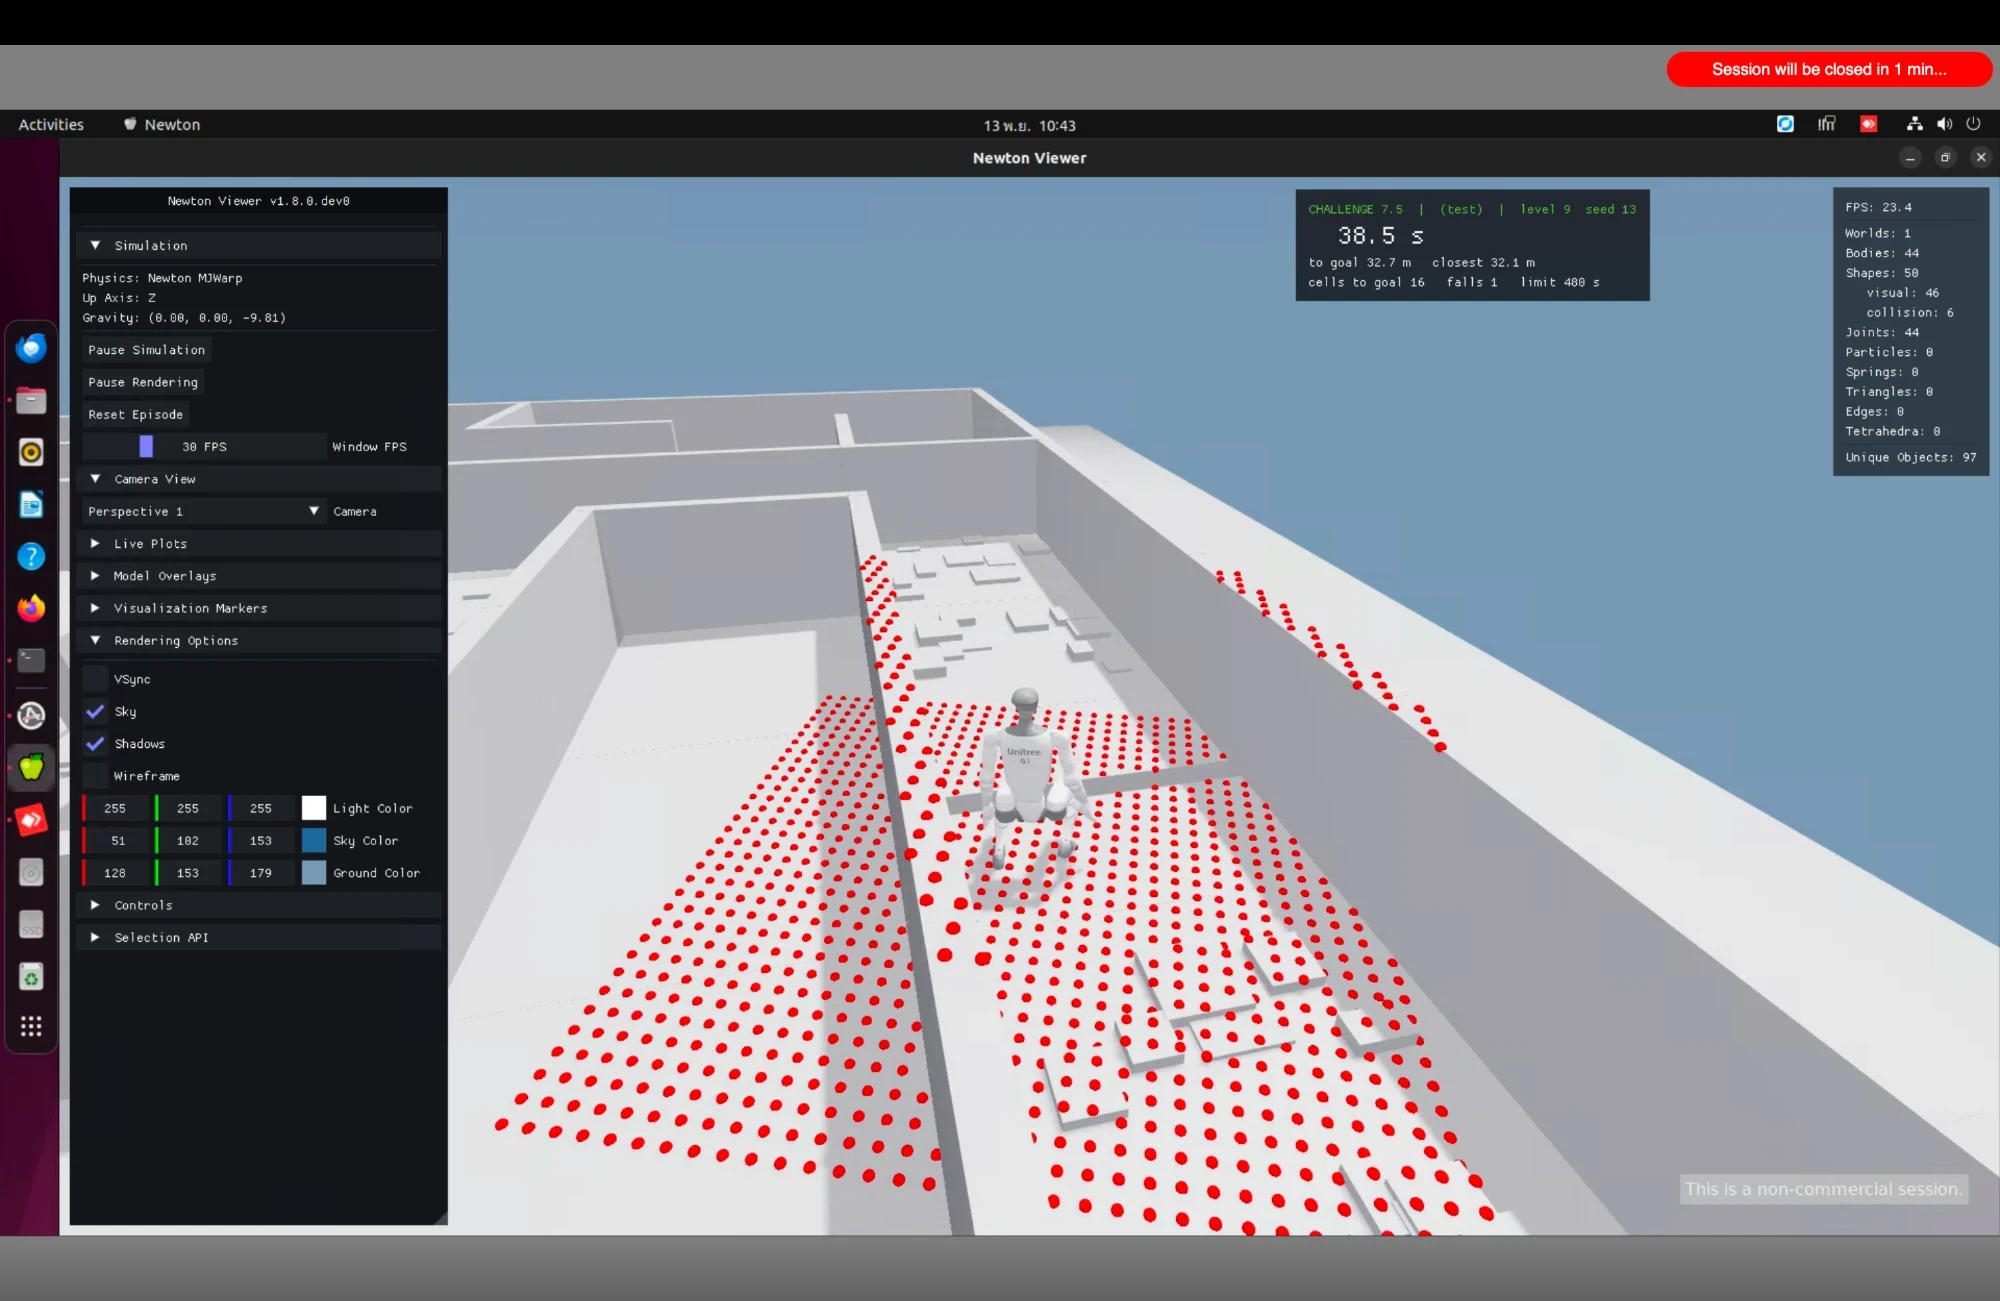 Session will be closed in 1 min...
Activities
Newton
13 พ.ย. 10:43
Newton Viewer
Newton Viewer v1.8.0.dev0
▼ Simulation
Physics: Newton MJWarp
Up Axis: Z
Gravity: (0.00, 0.00, -9.81)
Pause Simulation
Pause Rendering
Reset Episode
30 FPS Window FPS
▼ Camera View
Perspective 1 ▼ Camera
▶ Live Plots
▶ Model Overlays
▶ Visualization Markers
▼ Rendering Options
VSync
Sky
Shadows
Wireframe
255 255 255 Light Color
51 102 153 Sky Color
128 153 179 Ground Color
▶ Controls
▶ Selection API
CHALLENGE 7.5 | (test) | level 9 seed 13
38.5 s
to goal 32.7 m closest 32.1 m
cells to goal 16 falls 1 limit 480 s
FPS: 23.4
Worlds: 1
Bodies: 44
Shapes: 50
visual: 46
collision: 6
Joints: 44
Particles: 0
Springs: 0
Triangles: 0
Edges: 0
Tetrahedra: 0
Unique Objects: 97
Unitree
G1
SSD
This is a non-commercial session.